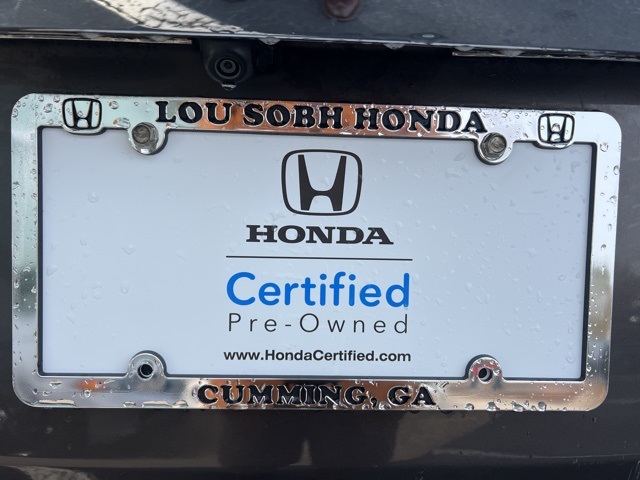 LOU SOBH HONDA
HONDA
Certified
Pre-Owned
www.HondaCertified.com
CUMMING, GA